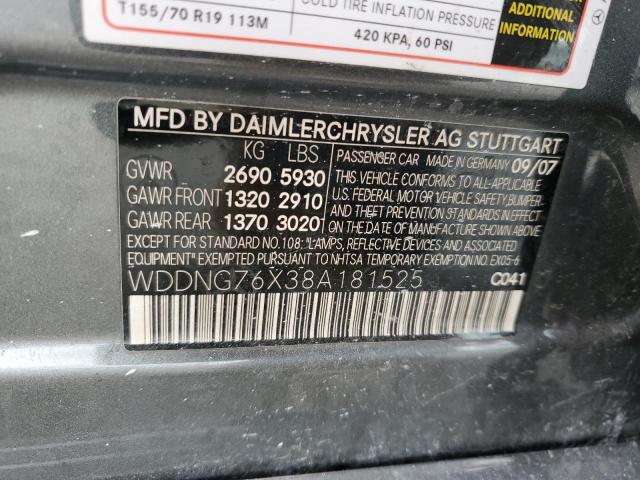 COLD TIRE INFLATION PRESSURE
FOR
ADDITIONAL
INFORMATION
T155/70 R19 113M
420 KPA, 60 PSI
MFD BY DAIMLERCHRYSLER AG STUTTGART
KG LBS
GVWR 2690 5930
GAWR FRONT 1320 2910
GAWR REAR 1370 3020
PASSENGER CAR MADE IN GERMANY 09/07
THIS VEHICLE CONFORMS TO ALL APPLICABLE
U.S. FEDERAL MOTOR VEHICLE SAFETY, BUMPER
AND THEFT PREVENTION STANDARDS IN EFFECT
ON THE DATE OF MANUFACTURE SHOWN ABOVE
EXCEPT FOR STANDARD NO. 108; "LAMPS, REFLECTIVE DEVICES AND ASSOCIATED
EQUIPMENT" EXEMPTED PURSUANT TO NHTSA TEMPORARY EXEMPTION NO. EX05-6
WDDNG76X38A181525
C041